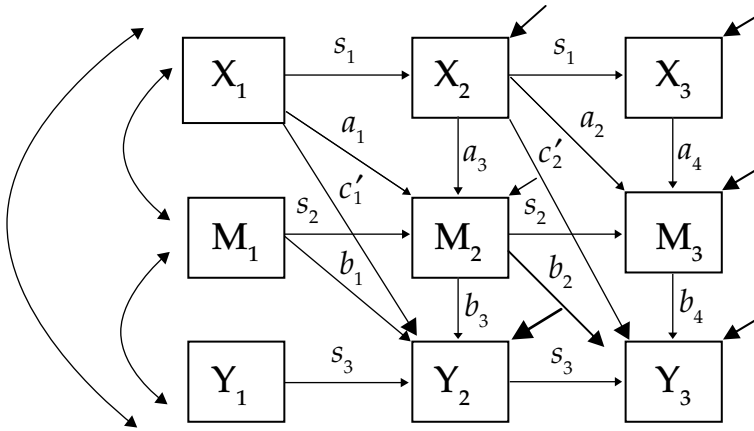 X₁ s₁ X₂ s₁ X₃
a₁ a₃ c′₂ a₂ a₄
c′₁
M₁ s₂ M₂ s₂ M₃
b₁ b₃ b₂ b₄
Y₁ s₃ Y₂ s₃ Y₃